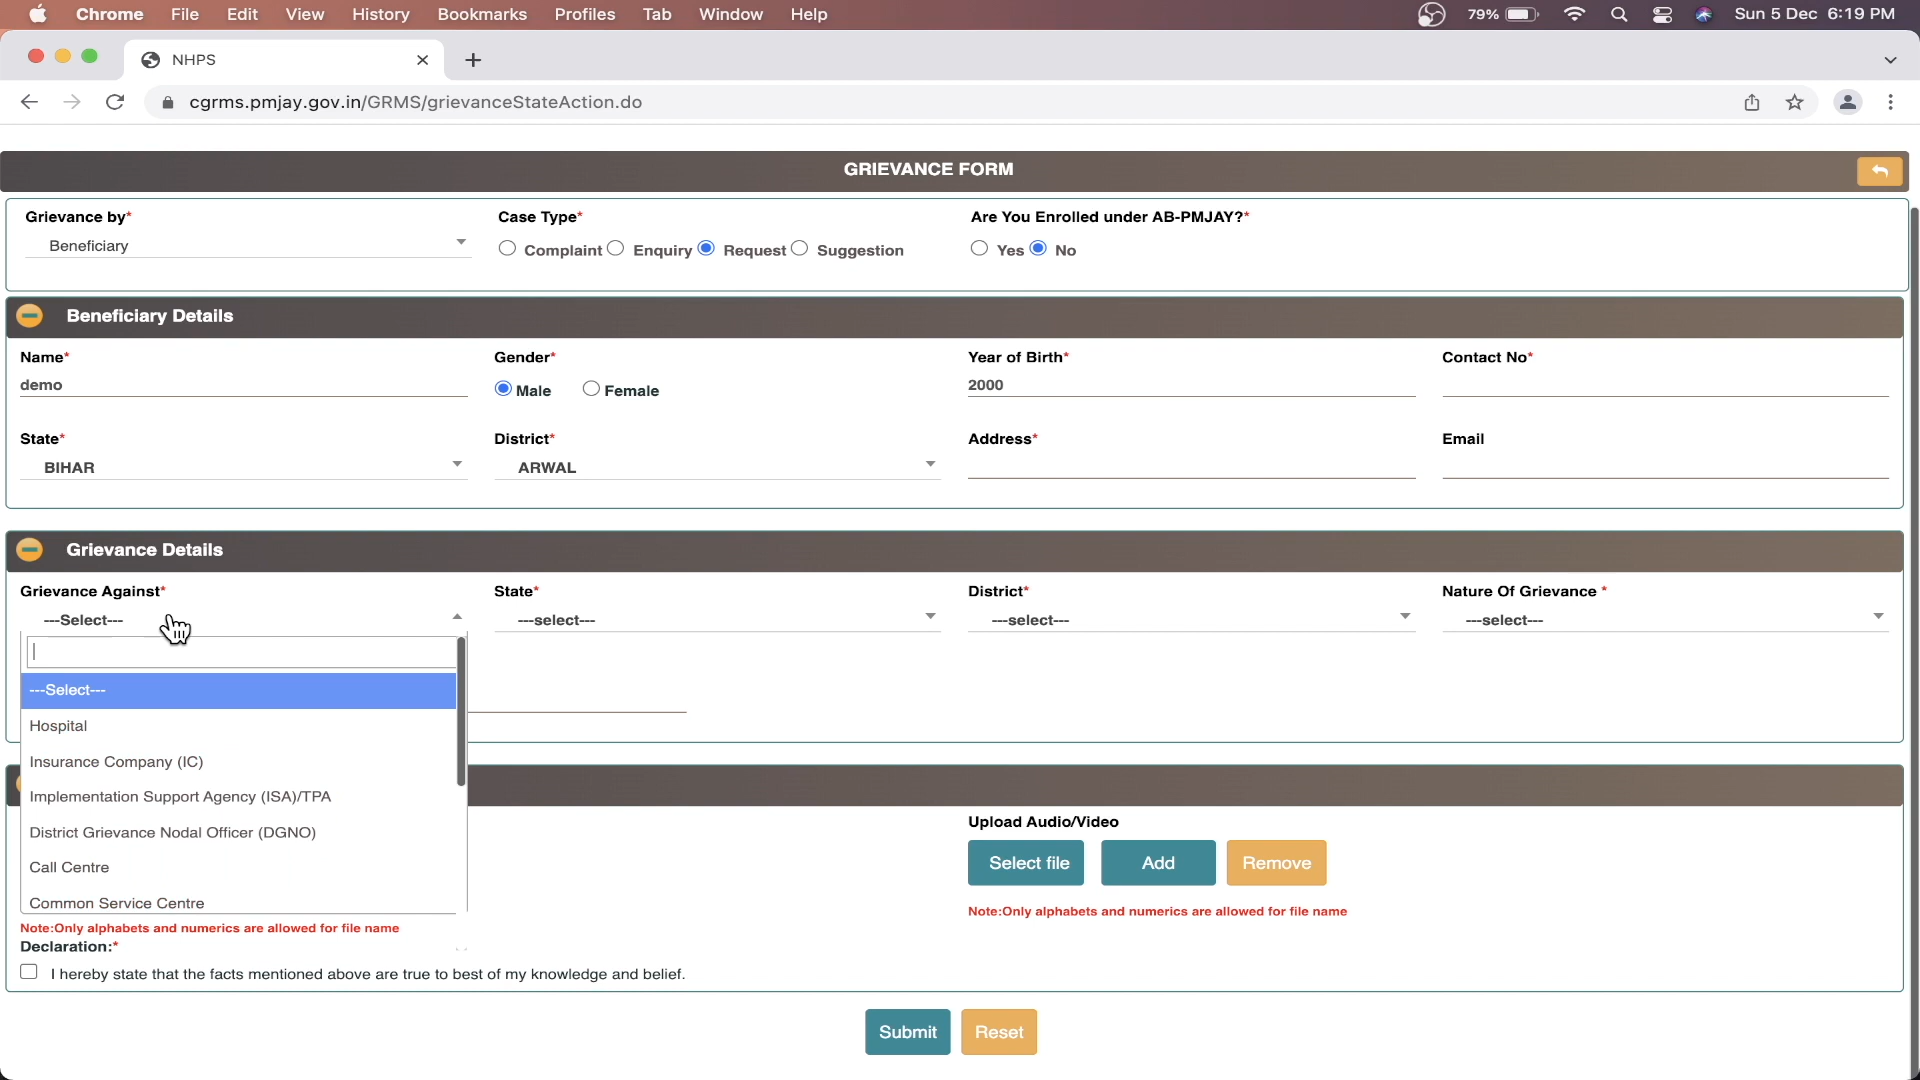 Chrome File Edit View History Bookmarks Profiles Tab Window Help 79% Sun 5 Dec 6:19 PM
NHPS
cgrms.pmjay.gov.in/GRMS/grievanceStateAction.do
GRIEVANCE FORM
Grievance by* Case Type* Are You Enrolled under AB-PMJAY?*
Beneficiary Complaint Enquiry Request Suggestion Yes No
Beneficiary Details
Name* Gender* Year of Birth* Contact No*
demo Male Female 2000
State* District* Address* Email
BIHAR ARWAL
Grievance Details
Grievance Against* State* District* Nature Of Grievance *
---Select--- ---select--- ---select--- ---select---
---Select---
Hospital
Insurance Company (IC)
Implementation Support Agency (ISA)/TPA
District Grievance Nodal Officer (DGNO)
Call Centre
Common Service Centre
Upload Audio/Video
Select file Add Remove
Note:Only alphabets and numerics are allowed for file name
Note:Only alphabets and numerics are allowed for file name
Declaration:*
I hereby state that the facts mentioned above are true to best of my knowledge and belief.
Submit Reset